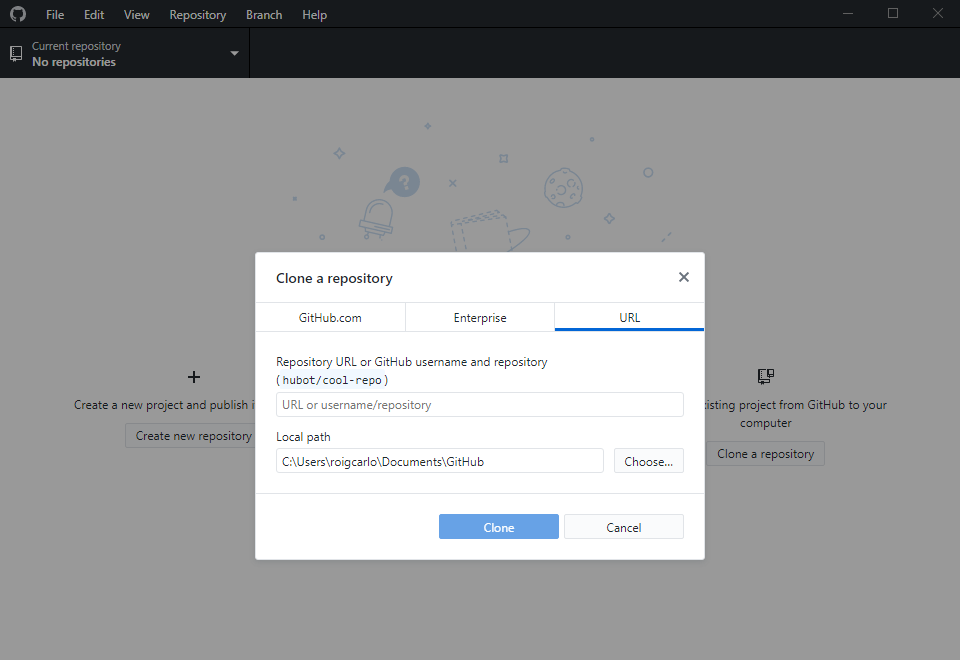 File Edit View Repository Branch Help
Current repository
No repositories
?
Clone a repository
GitHub.com Enterprise URL
Repository URL or GitHub username and repository
(hubot/cool-repo)
URL or username/repository
Local path
C:\Users\roigcarlo\Documents\GitHub
Choose...
Clone Cancel
Create a new project and publish i
Create new repository
isting project from GitHub to your
computer
Clone a repository